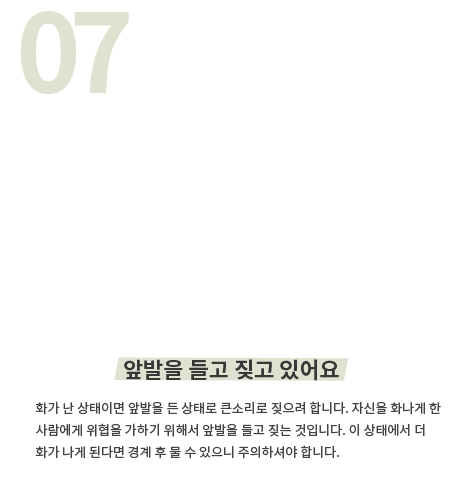 07
앞발을 들고 짖고 있어요
화가 난 상태이면 앞발을 든 상태로 큰소리로 짖으려 합니다. 자신을 화나게 한
사람에게 위협을 가하기 위해서 앞발을 들고 짖는 것입니다. 이 상태에서 더
화가 나게 된다면 경계 후 물 수 있으니 주의하셔야 합니다.